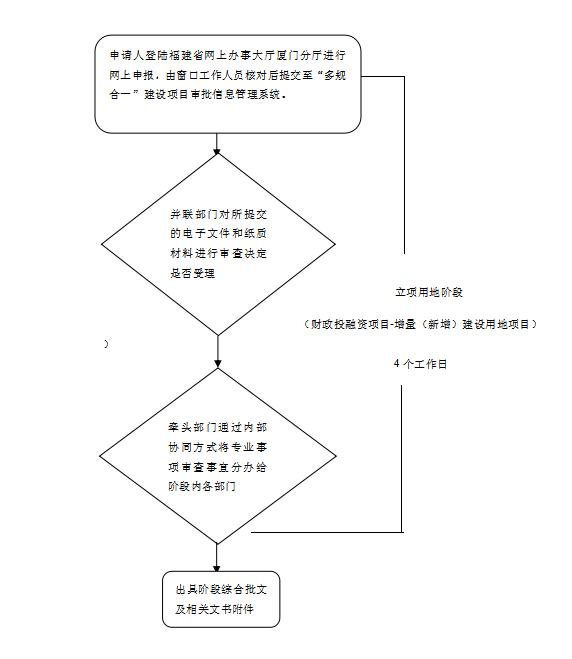 申请人登陆福建省网上办事大厅厦门分厅进行
网上申报，由窗口工作人员核对后提交至“多规
合一”建设项目审批信息管理系统。
并联部门对所提交
的电子文件和纸质
材料进行审查决定
是否受理
立项用地阶段
（财政投融资项目-增量（新增）建设用地项目）
）
4 个工作日
牵头部门通过内部
协同方式将专业事
项审查事宜分办给
阶段内各部门
出具阶段综合批文
及相关文书附件